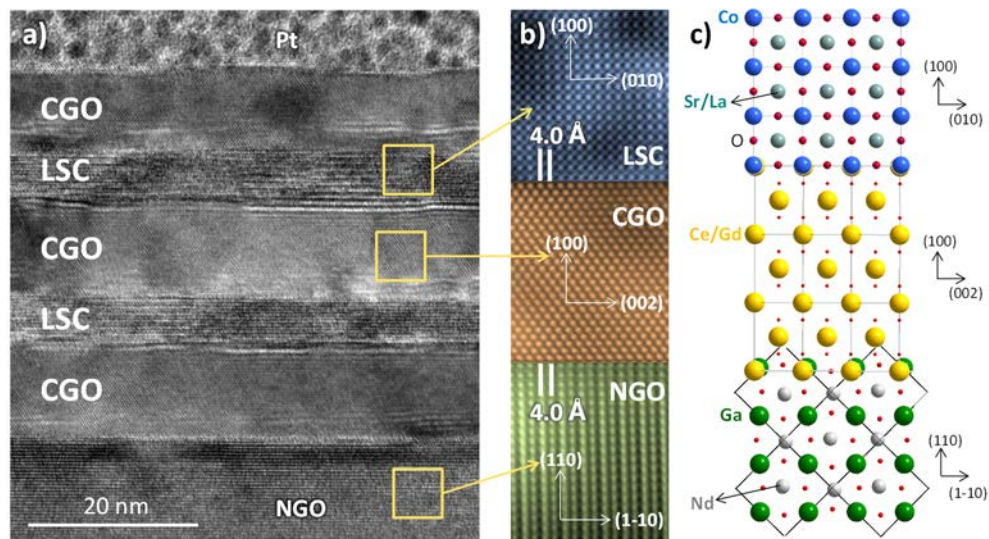 a)
Pt
CGO
LSC
CGO
LSC
CGO
20 nm
NGO
b)
(100)
(010)
4.0 Å
LSC
CGO
(100)
(002)
NGO
4.0 Å
(110)
(1-10)
c)
Co
Sr/La
O
(100)
(010)
Ce/Gd
(100)
(002)
Ga
Nd
(110)
(1-10)